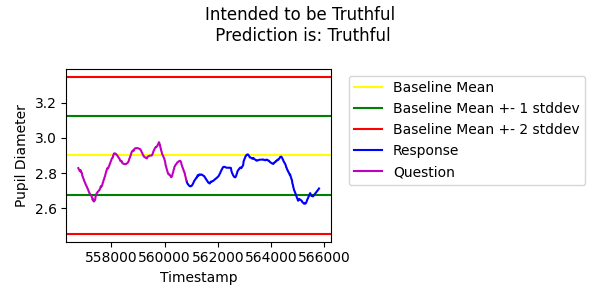 Intended to be Truthful
Prediction is: Truthful
Pupil Diameter
3.2
3.0
2.8
2.6
558000 560000 562000 564000 566000
Timestamp
Baseline Mean
Baseline Mean +- 1 stddev
Baseline Mean +- 2 stddev
Response
Question